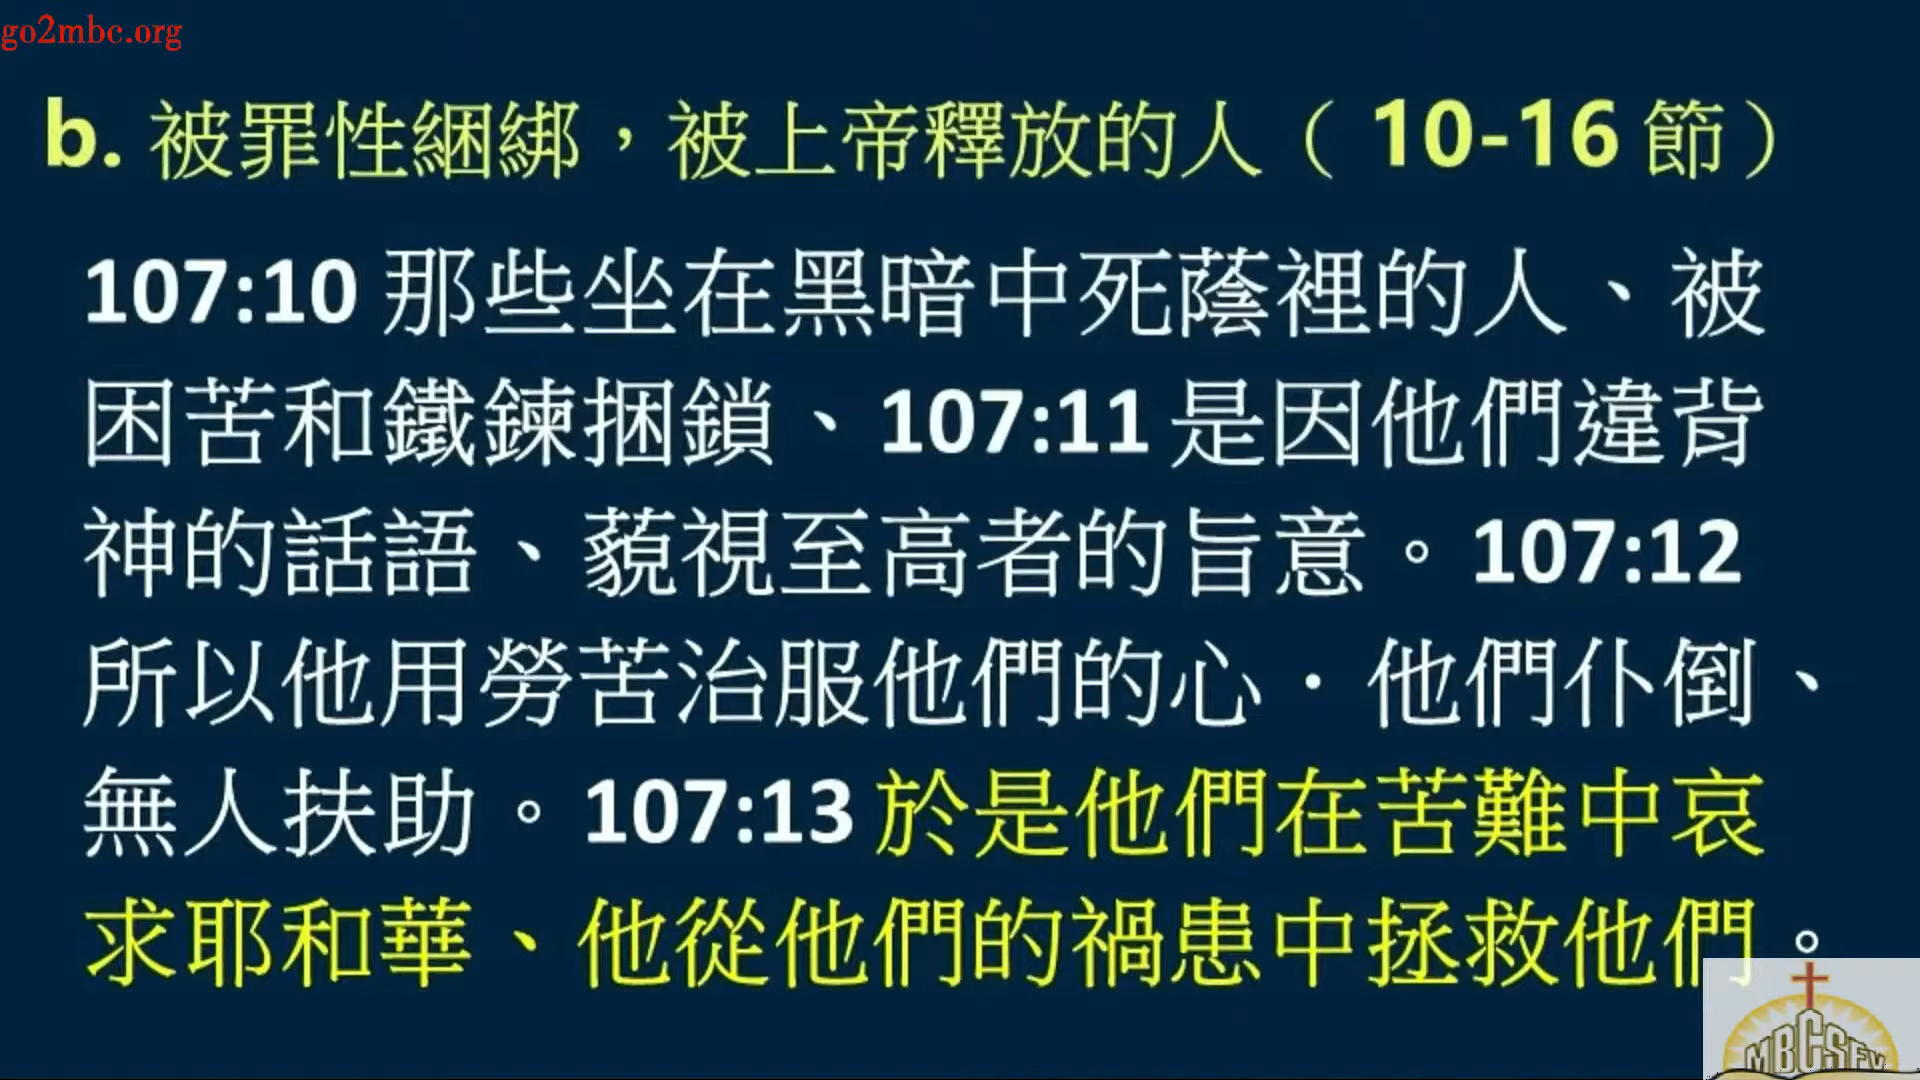 go2mbc.org
b. 被罪性綑綁，被上帝釋放的人（ 10-16 節）
107:10 那些坐在黑暗中死蔭裡的人、被
困苦和鐵鍊捆鎖、107:11 是因他們違背
神的話語、藐視至高者的旨意。107:12
所以他用勞苦治服他們的心．他們仆倒、
無人扶助。107:13 於是他們在苦難中哀
求耶和華、他從他們的禍患中拯救他們。
MBCSFV